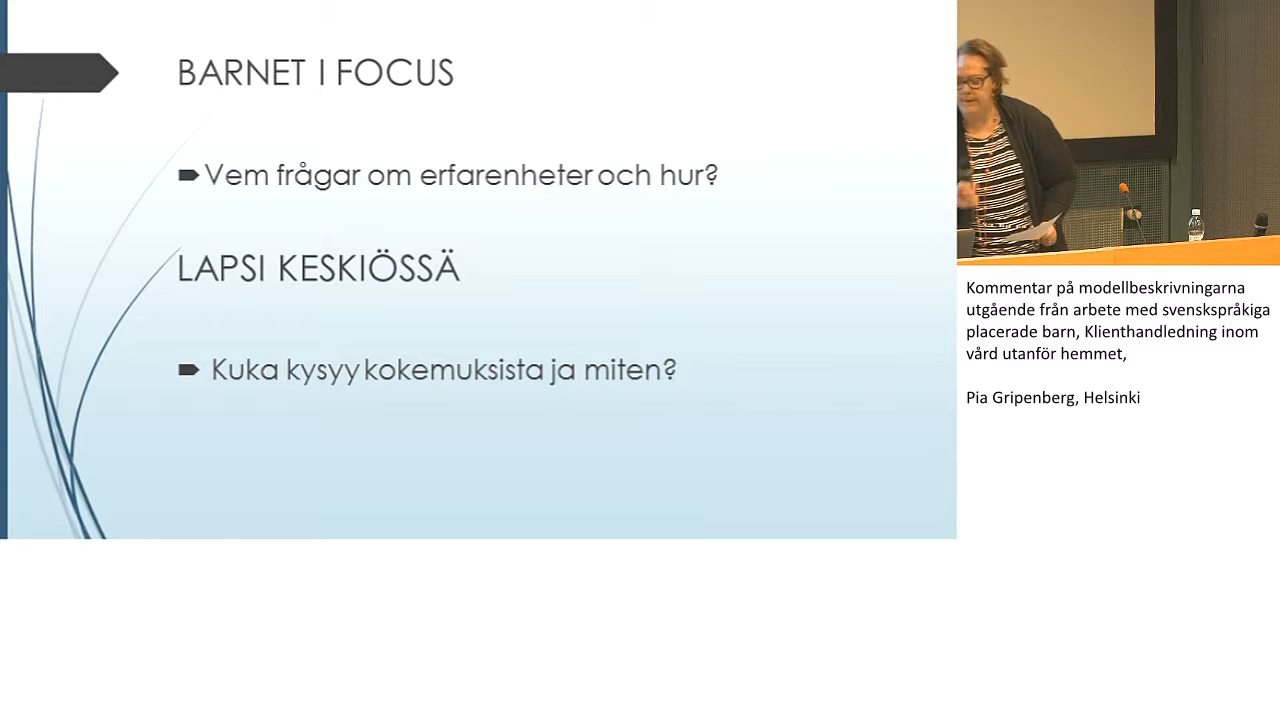 BARNET I FOCUS
Vem frågar om erfarenheter och hur?
LAPSI KESKIÖSSÄ
Kuka kysyy kokemuksista ja miten?
Kommentar på modellbeskrivningarna
utgående från arbete med svenskspråkiga
placerade barn, Klienthandledning inom
vård utanför hemmet,
Pia Gripenberg, Helsinki